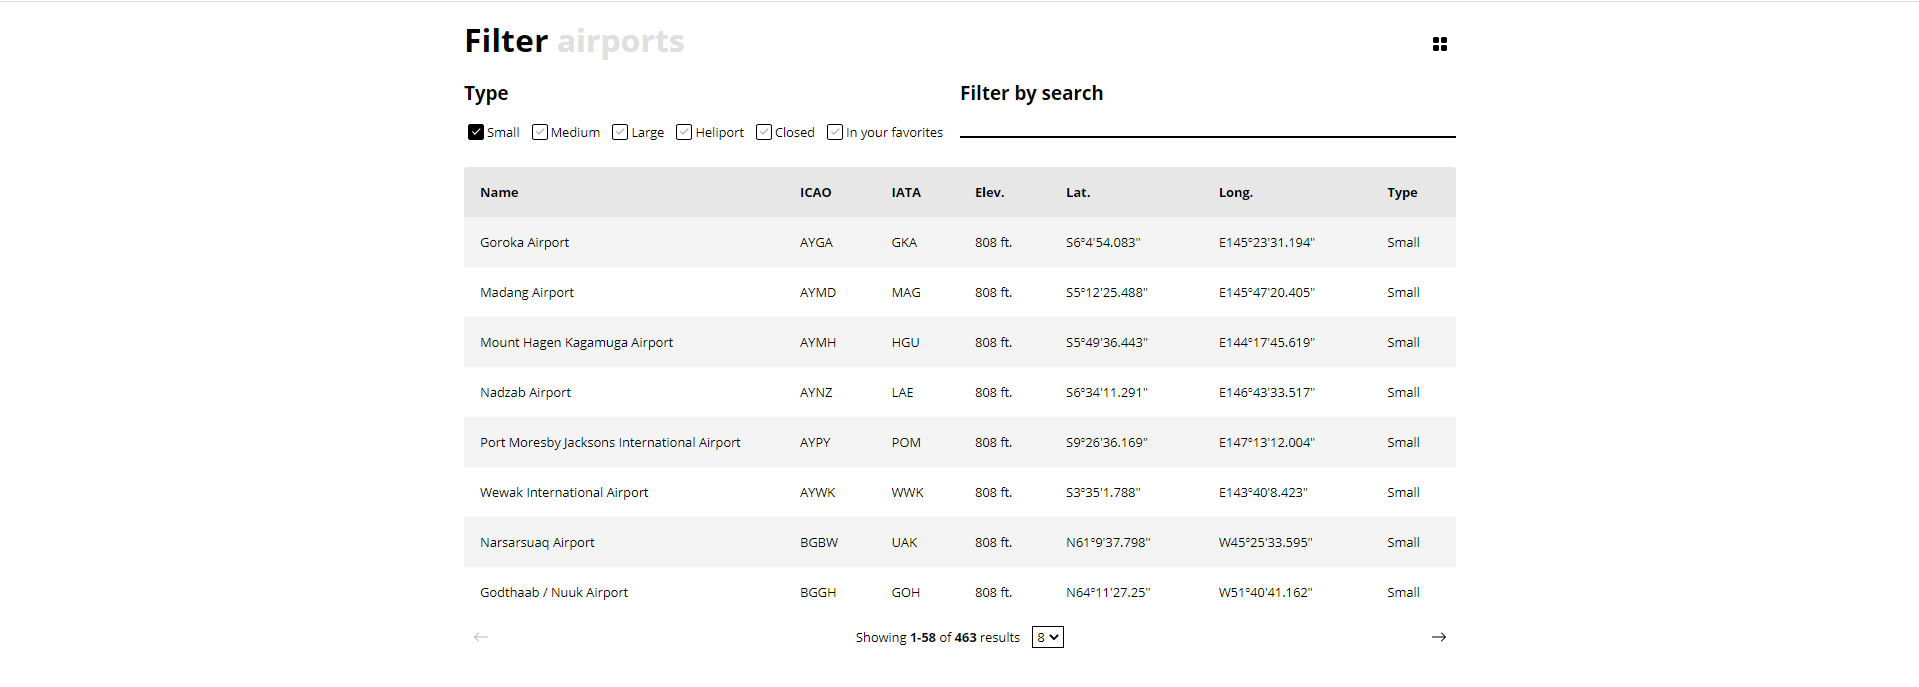 Filter airports
Type
Filter by search
Small Medium Large Heliport Closed In your favorites
Name ICAO IATA Elev. Lat. Long. Type
Goroka Airport AYGA GKA 808 ft. S6°4'54.083" E145°23'31.194" Small
Madang Airport AYMD MAG 808 ft. S5°12'25.488" E145°47'20.405" Small
Mount Hagen Kagamuga Airport AYMH HGU 808 ft. S5°49'36.443" E144°17'45.619" Small
Nadzab Airport AYNZ LAE 808 ft. S6°34'11.291" E146°43'33.517" Small
Port Moresby Jacksons International Airport AYPY POM 808 ft. S9°26'36.169" E147°13'12.004" Small
Wewak International Airport AYWK WWK 808 ft. S3°35'1.788" E143°40'8.423" Small
Narsarsuaq Airport BGBW UAK 808 ft. N61°9'37.798" W45°25'33.595" Small
Godthaab / Nuuk Airport BGGH GOH 808 ft. N64°11'27.25" W51°40'41.162" Small
Showing 1-58 of 463 results 8